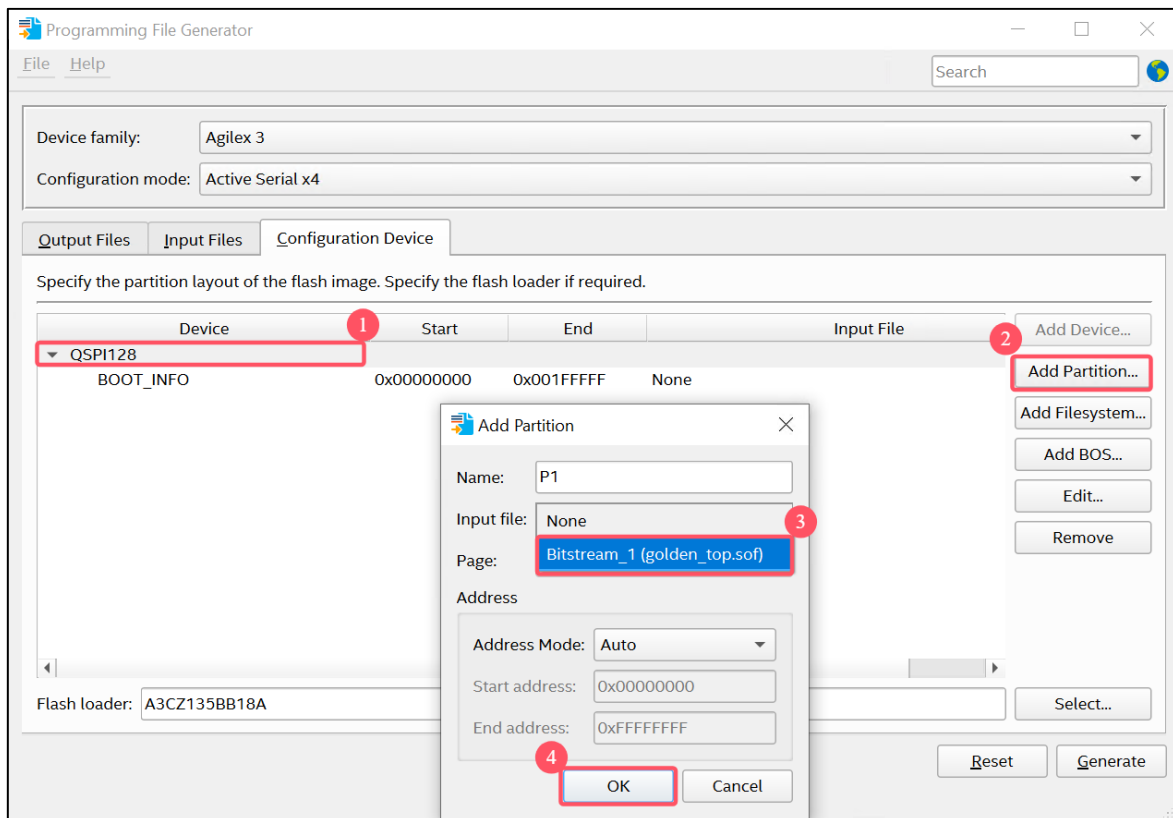 Programming File Generator
File Help
Search
Device family: Agilex 3
Configuration mode: Active Serial x4
Output Files Input Files Configuration Device
Specify the partition layout of the flash image. Specify the flash loader if required.
Device 1 Start End Input File
2 Add Device...
QSPI128
Add Partition...
BOOT_INFO 0x00000000 0x001FFFFF None
Add Filesystem...
Add BOS...
Edit...
Remove
Add Partition
Name: P1
Input file: None
3
Bitstream_1 (golden_top.sof)
Page:
Address
Address Mode: Auto
Start address: 0x00000000
End address: 0xFFFFFFFF
4
OK Cancel
Flash loader: A3CZ135BB18A
Select...
Reset Generate